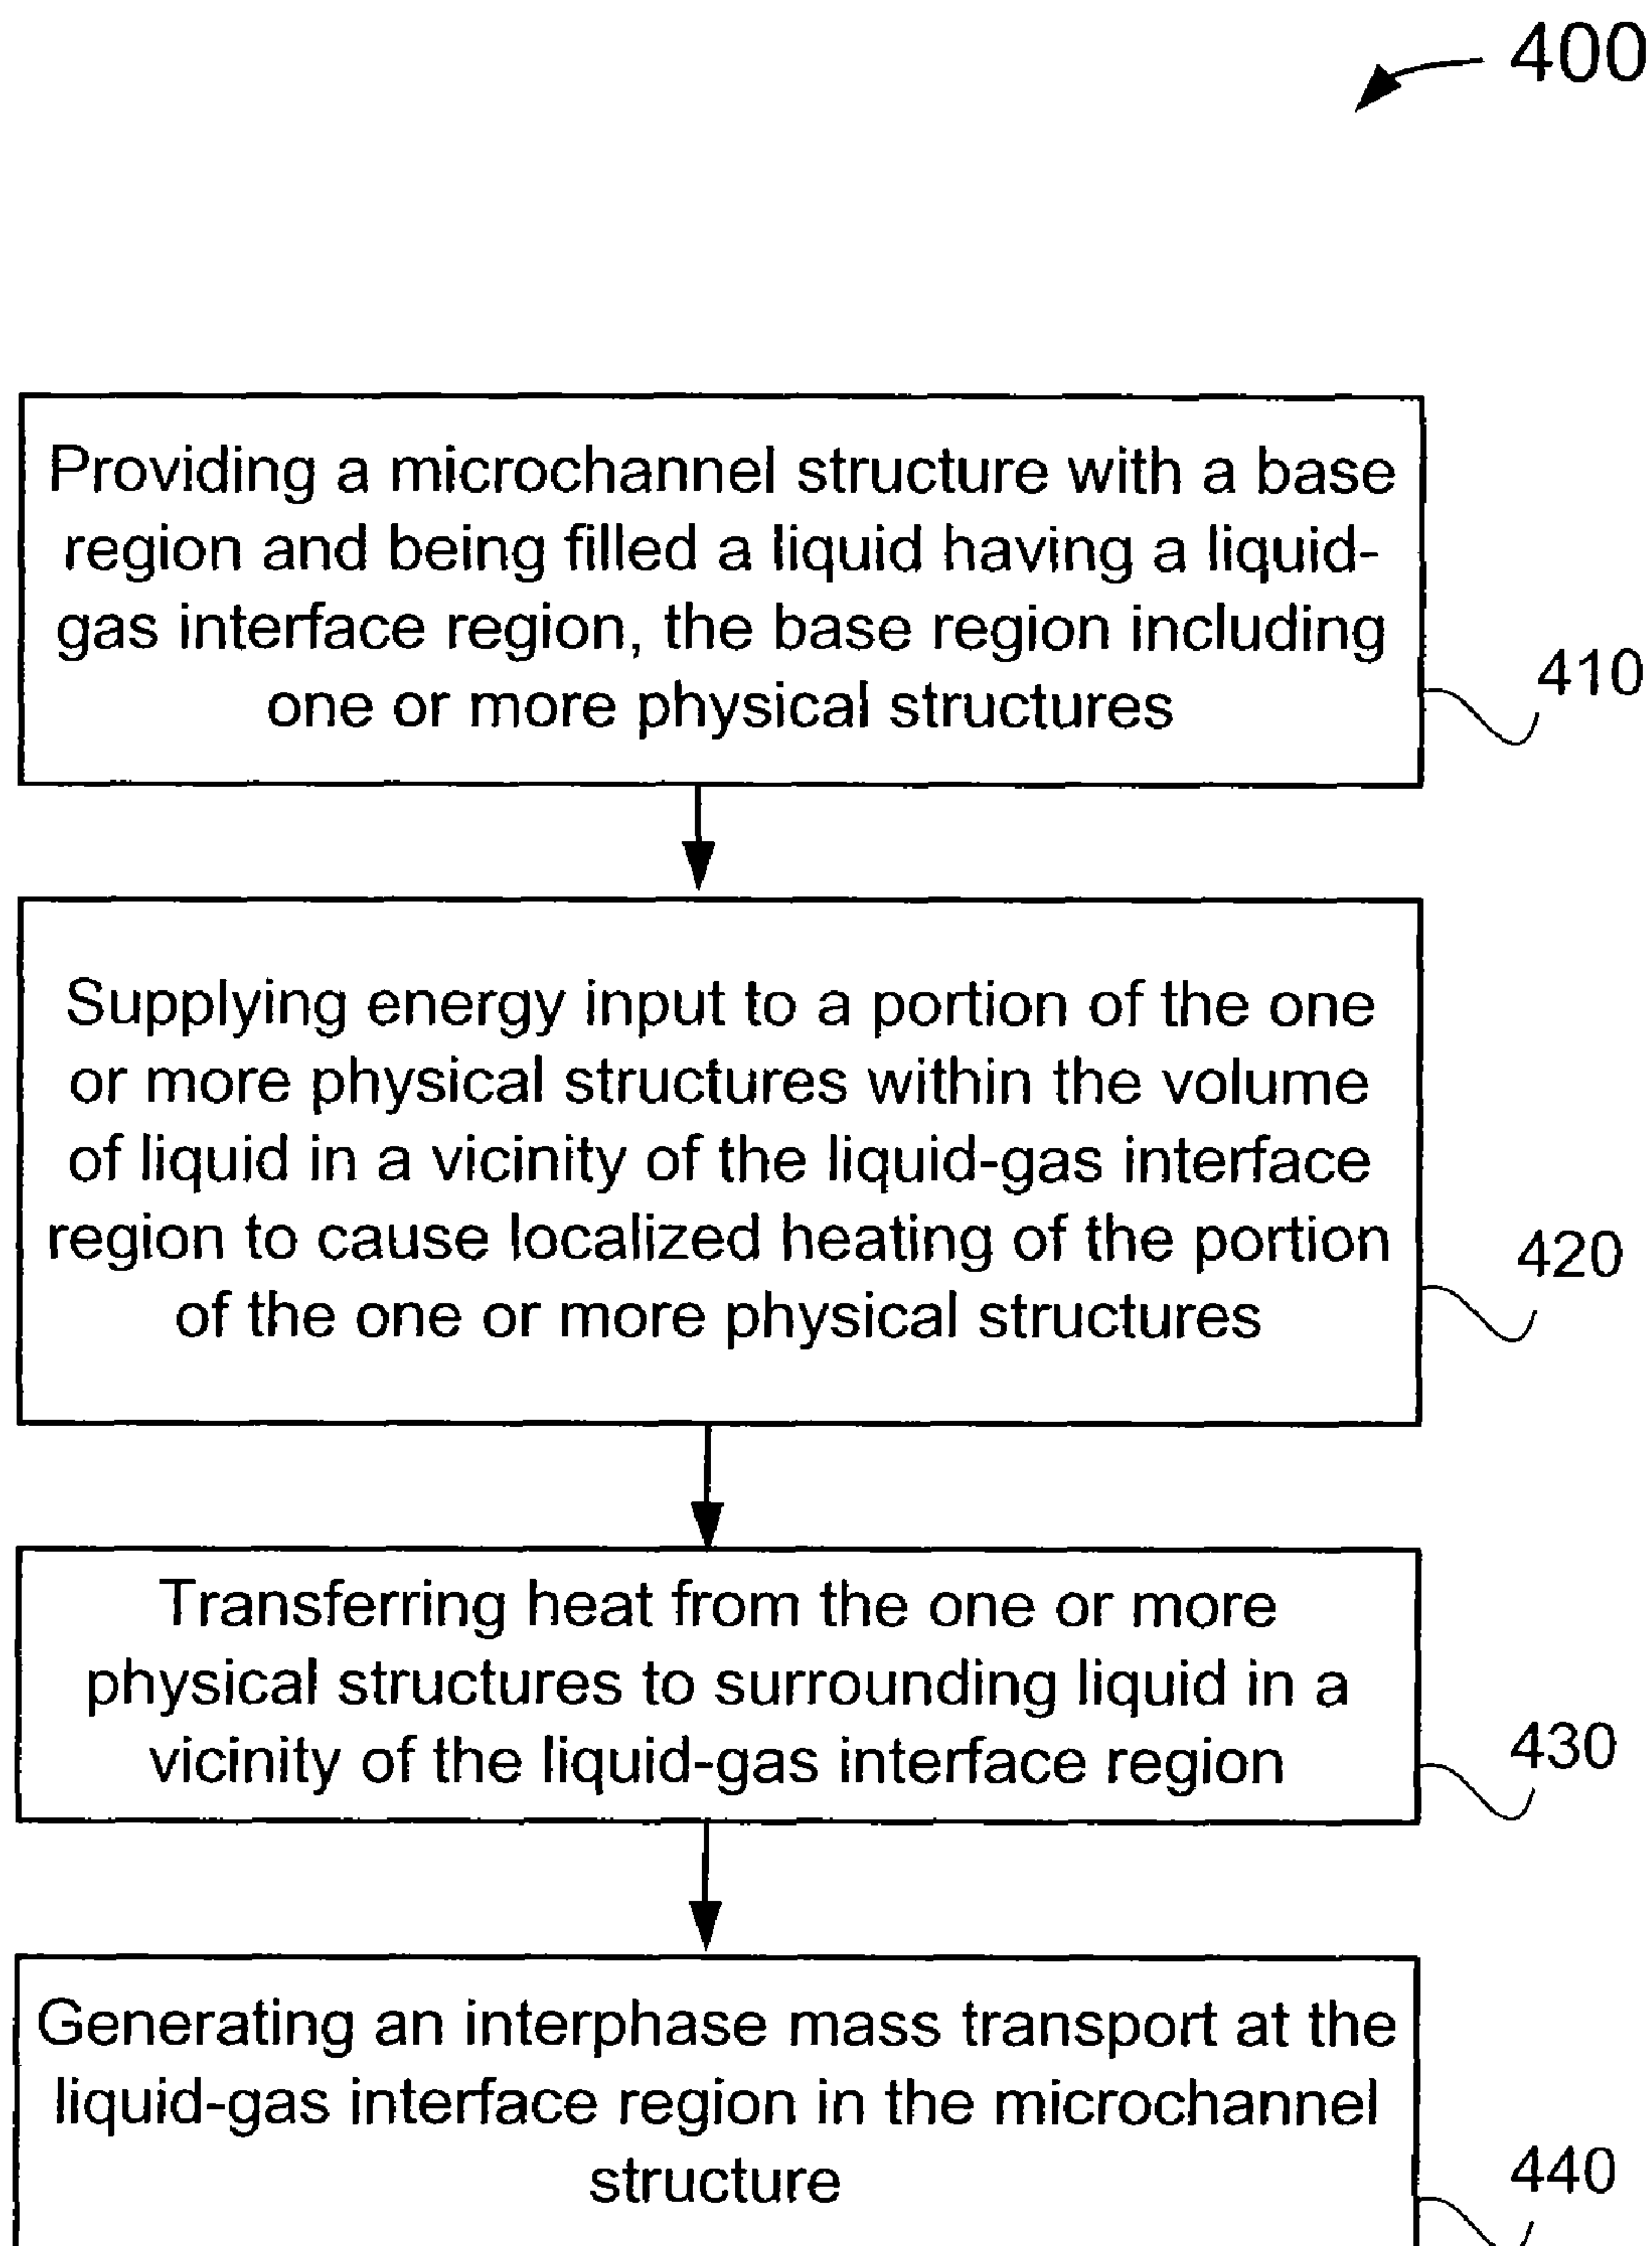 400
Providing a microchannel structure with a base
region and being filled a liquid having a liquid-
gas interface region, the base region including
one or more physical structures
410
Supplying energy input to a portion of the one
or more physical structures within the volume
of liquid in a vicinity of the liquid-gas interface
region to cause localized heating of the portion
of the one or more physical structures
420
Transferring heat from the one or more
physical structures to surrounding liquid in a
vicinity of the liquid-gas interface region
430
Generating an interphase mass transport at the
liquid-gas interface region in the microchannel
structure
440